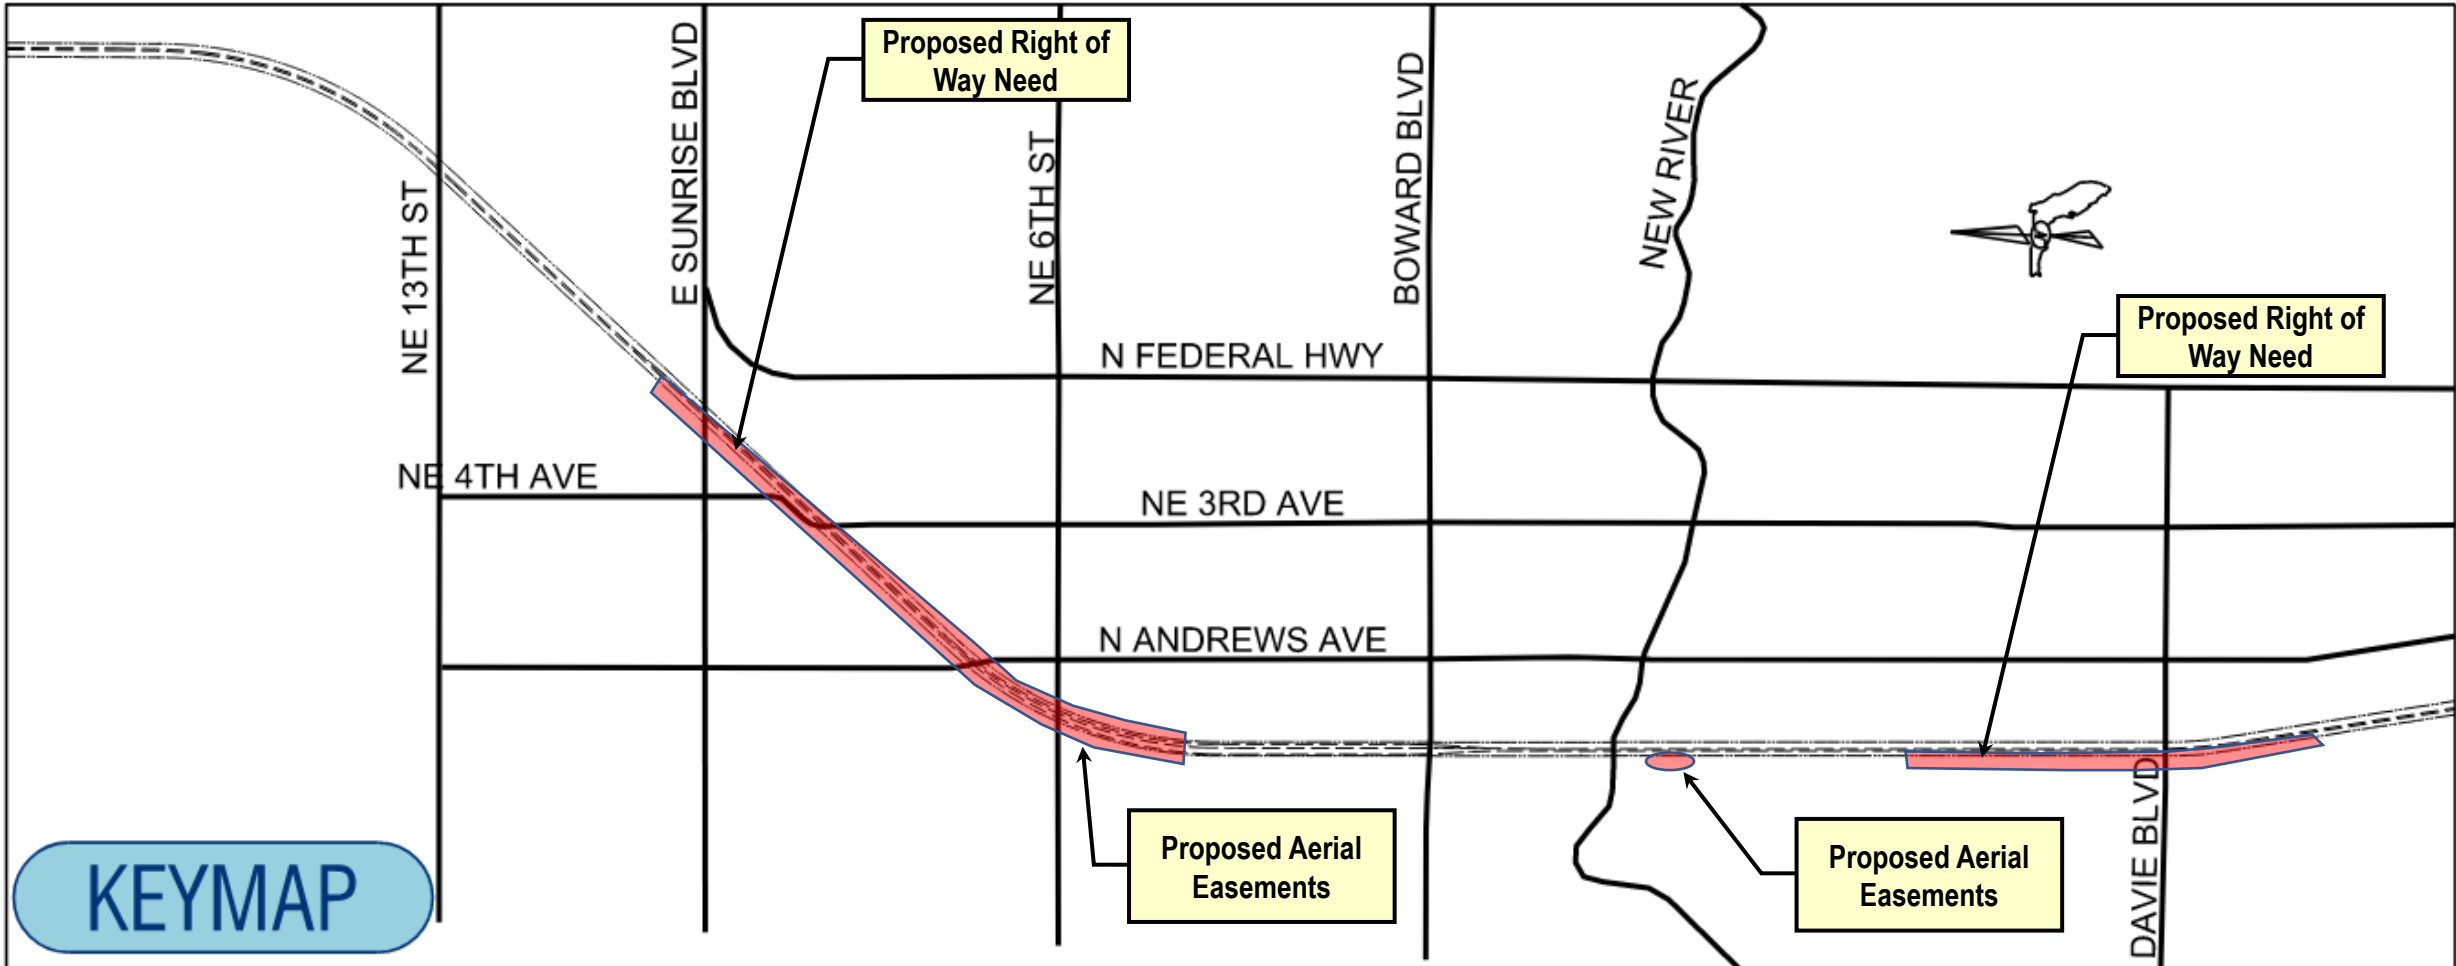 Proposed Right of
Way Need
NE 13TH ST
E SUNRISE BLVD
NE 6TH ST
BOWARD BLVD
NEW RIVER
Proposed Right of
Way Need
N FEDERAL HWY
NE 4TH AVE
NE 3RD AVE
N ANDREWS AVE
DAVIE BLVD
Proposed Aerial
Easements
Proposed Aerial
Easements
KEYMAP